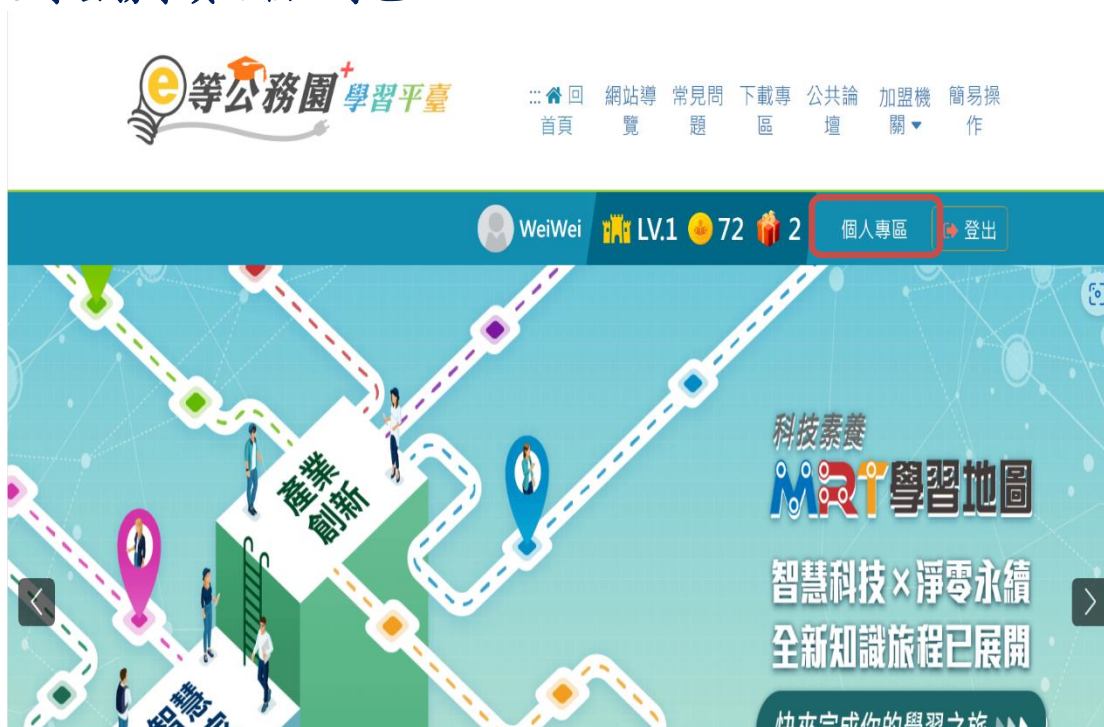 e等公務園+學習平臺
::: 回首頁
網站導覽
常見問題
下載專區
公共論壇
加盟機關▼
簡易操作
WeiWei LV.1 72 2 個人專區 登出
產業
創新
科技素養
MRT學習地圖
智慧科技×淨零永續
全新知識旅程已展開
智慧
快來完成你的學習之旅